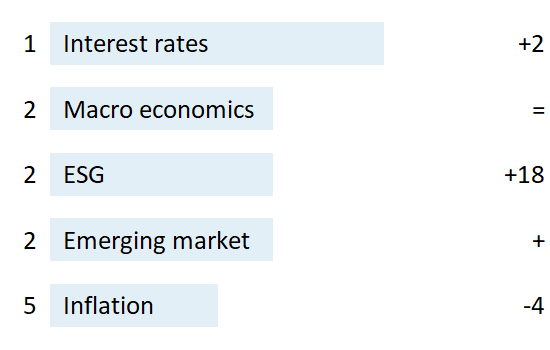 1 Interest rates +2
2 Macro economics =
2 ESG +18
2 Emerging market +
5 Inflation -4